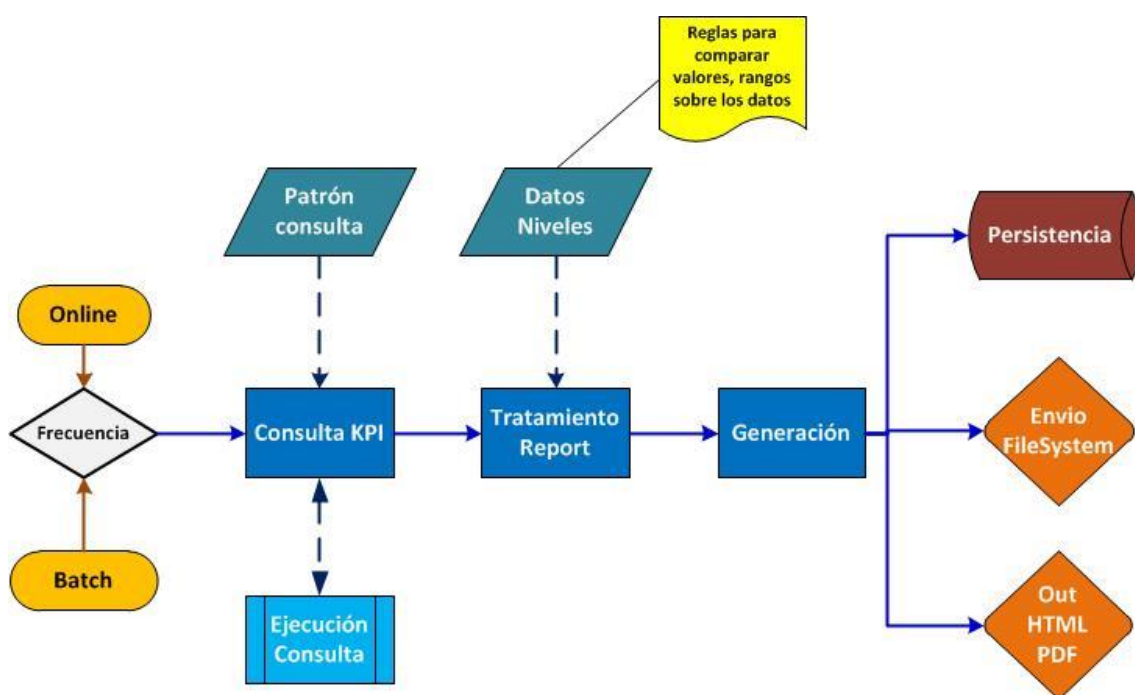 Reglas para
comparar
valores, rangos
sobre los datos
Patrón
consulta
Datos
Niveles
Persistencia
Online
Frecuencia
Consulta KPI
Tratamiento
Report
Generación
Envio
FileSystem
Batch
Ejecución
Consulta
Out
HTML
PDF